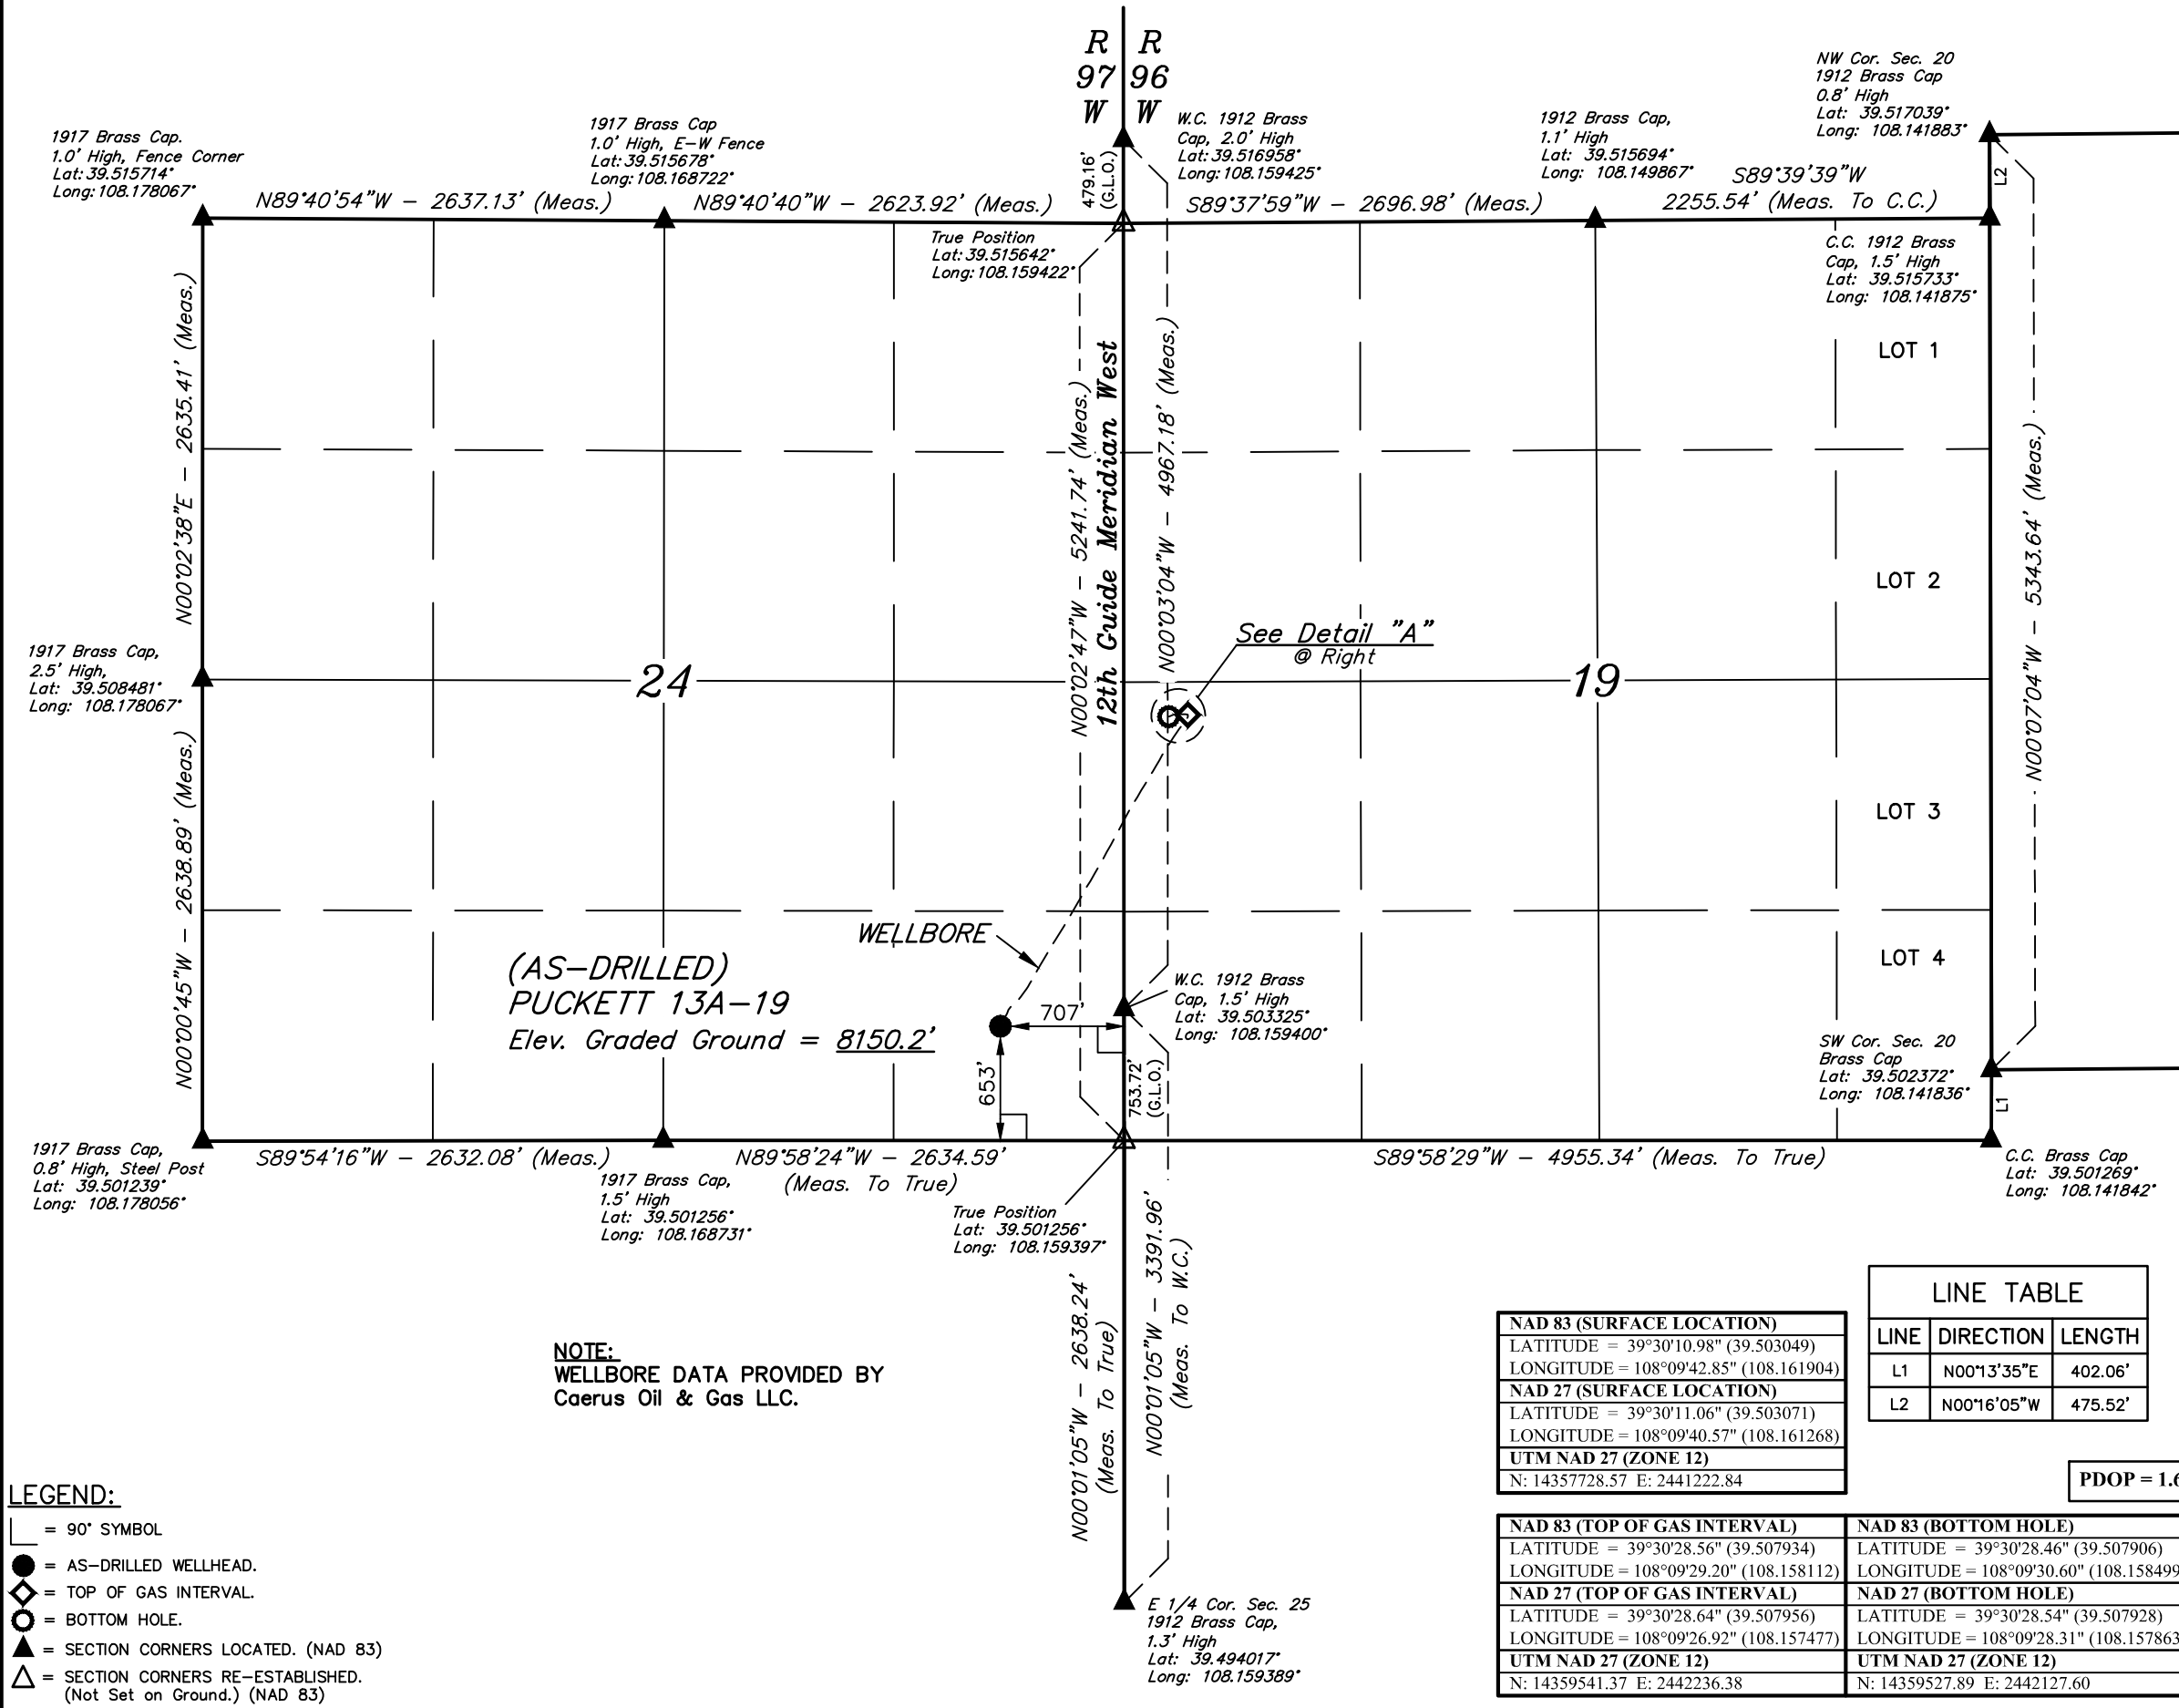 R R
97 96
W W
NW Cor. Sec. 20
1912 Brass Cap
0.8' High
Lat: 39.517039°
Long: 108.141883°
1917 Brass Cap.
1.0' High, Fence Corner
Lat: 39.515714°
Long: 108.178067°
1917 Brass Cap
1.0' High, E-W Fence
Lat: 39.515678°
Long: 108.168722°
W.C. 1912 Brass
Cap, 2.0' High
Lat: 39.516958°
Long: 108.159425°
1912 Brass Cap,
1.1' High
Lat: 39.515694°
Long: 108.149867°
479.16'
(G.L.O.)
L2
N89°40'54"W - 2637.13' (Meas.)
N89°40'40"W - 2623.92' (Meas.)
S89°37'59"W - 2696.98' (Meas.)
S89°39'39"W
2255.54' (Meas. To C.C.)
True Position
Lat: 39.515642°
Long: 108.159422°
C.C. 1912 Brass
Cap, 1.5' High
Lat: 39.515733°
Long: 108.141875°
N00°02'38"E - 2635.41' (Meas.)
N00°02'47"W - 5241.74' (Meas.)
12th Guide Meridian West
N00°03'04"W - 4967.18' (Meas.)
N00°07'04"W - 5343.64' (Meas.)
LOT 1
LOT 2
See Detail "A"
@ Right
1917 Brass Cap,
2.5' High,
Lat: 39.508481°
Long: 108.178067°
24
19
N00°00'45"W - 2638.89' (Meas.)
LOT 3
WELLBORE
LOT 4
(AS-DRILLED)
PUCKETT 13A-19
Elev. Graded Ground = 8150.2'
707'
653'
W.C. 1912 Brass
Cap, 1.5' High
Lat: 39.503325°
Long: 108.159400°
753.72'
(G.L.O.)
SW Cor. Sec. 20
Brass Cap
Lat: 39.502372°
Long: 108.141836°
L1
1917 Brass Cap,
0.8' High, Steel Post
Lat: 39.501239°
Long: 108.178056°
S89°54'16"W - 2632.08' (Meas.)
N89°58'24"W - 2634.59'
(Meas. To True)
S89°58'29"W - 4955.34' (Meas. To True)
1917 Brass Cap,
1.5' High
Lat: 39.501256°
Long: 108.168731°
True Position
Lat: 39.501256°
Long: 108.159397°
C.C. Brass Cap
Lat: 39.501269°
Long: 108.141842°
N00°01'05"W - 2638.24'
(Meas. To True)
N00°01'05"W - 3391.96'
(Meas. To W.C.)
NOTE:
WELLBORE DATA PROVIDED BY
Caerus Oil & Gas LLC.
NAD 83 (SURFACE LOCATION)
LATITUDE = 39°30'10.98" (39.503049)
LONGITUDE = 108°09'42.85" (108.161904)
NAD 27 (SURFACE LOCATION)
LATITUDE = 39°30'11.06" (39.503071)
LONGITUDE = 108°09'40.57" (108.161268)
UTM NAD 27 (ZONE 12)
N: 14357728.57 E: 2441222.84
LINE TABLE
LINE DIRECTION LENGTH
L1 N00°13'35"E 402.06'
L2 N00°16'05"W 475.52'
PDOP = 1.6
NAD 83 (TOP OF GAS INTERVAL)
LATITUDE = 39°30'28.56" (39.507934)
LONGITUDE = 108°09'29.20" (108.158112)
NAD 27 (TOP OF GAS INTERVAL)
LATITUDE = 39°30'28.64" (39.507956)
LONGITUDE = 108°09'26.92" (108.157477)
UTM NAD 27 (ZONE 12)
N: 14359541.37 E: 2442236.38
NAD 83 (BOTTOM HOLE)
LATITUDE = 39°30'28.46" (39.507906)
LONGITUDE = 108°09'30.60" (108.158499
NAD 27 (BOTTOM HOLE)
LATITUDE = 39°30'28.54" (39.507928)
LONGITUDE = 108°09'28.31" (108.157863
UTM NAD 27 (ZONE 12)
N: 14359527.89 E: 2442127.60
LEGEND:
= 90° SYMBOL
= AS-DRILLED WELLHEAD.
= TOP OF GAS INTERVAL.
= BOTTOM HOLE.
= SECTION CORNERS LOCATED. (NAD 83)
= SECTION CORNERS RE-ESTABLISHED.
(Not Set on Ground.) (NAD 83)
E 1/4 Cor. Sec. 25
1912 Brass Cap,
1.3' High
Lat: 39.494017°
Long: 108.159389°